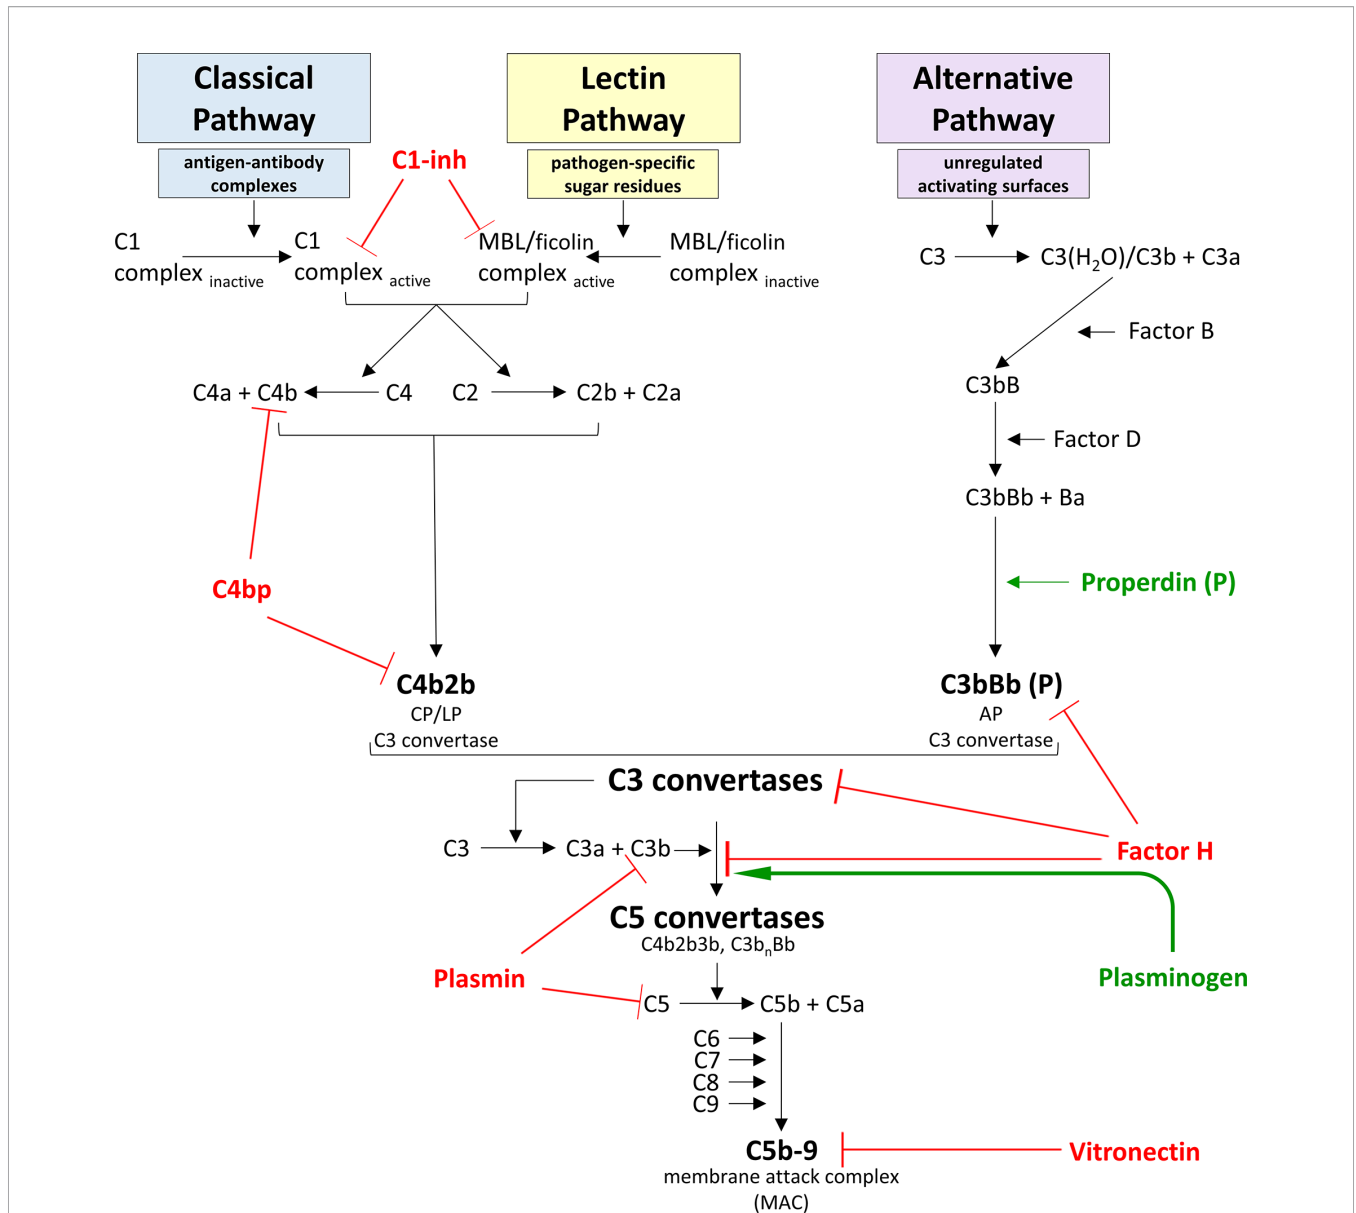 Classical
Pathway
Lectin
Pathway
Alternative
Pathway
antigen-antibody
complexes
C1-inh
pathogen-specific
sugar residues
unregulated
activating surfaces
C1
complex inactive
C1
complex active
MBL/ficolin
complex active
MBL/ficolin
complex inactive
C3
C3(H₂O)/C3b + C3a
Factor B
C3bB
C4a + C4b
C4
C2
C2b + C2a
Factor D
C3bBb + Ba
C4bp
Properdin (P)
C4b2b
CP/LP
C3 convertase
C3bBb (P)
AP
C3 convertase
C3 convertases
C3
C3a + C3b
Factor H
C5 convertases
C4b2b3b, C3bₙBb
Plasmin
Plasminogen
C5
C5b + C5a
C6
C7
C8
C9
C5b-9
membrane attack complex
(MAC)
Vitronectin